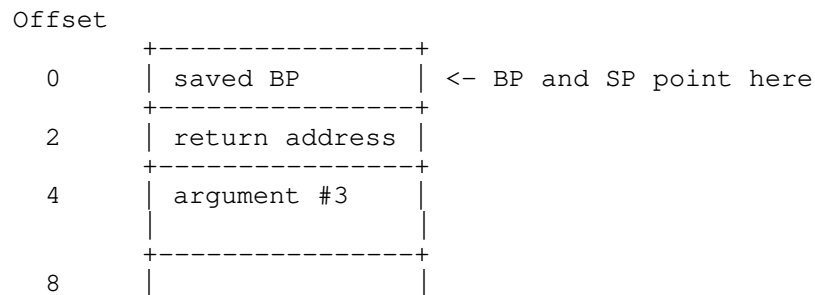 Offset
+-----------------+
0 | saved BP | <- BP and SP point here
+-----------------+
2 | return address |
+-----------------+
4 | argument #3 |
| |
+-----------------+
8 | |